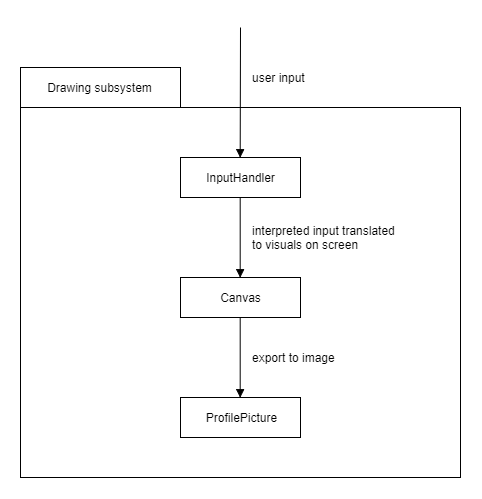 user input
Drawing subsystem
InputHandler
interpreted input translated
to visuals on screen
Canvas
export to image
ProfilePicture